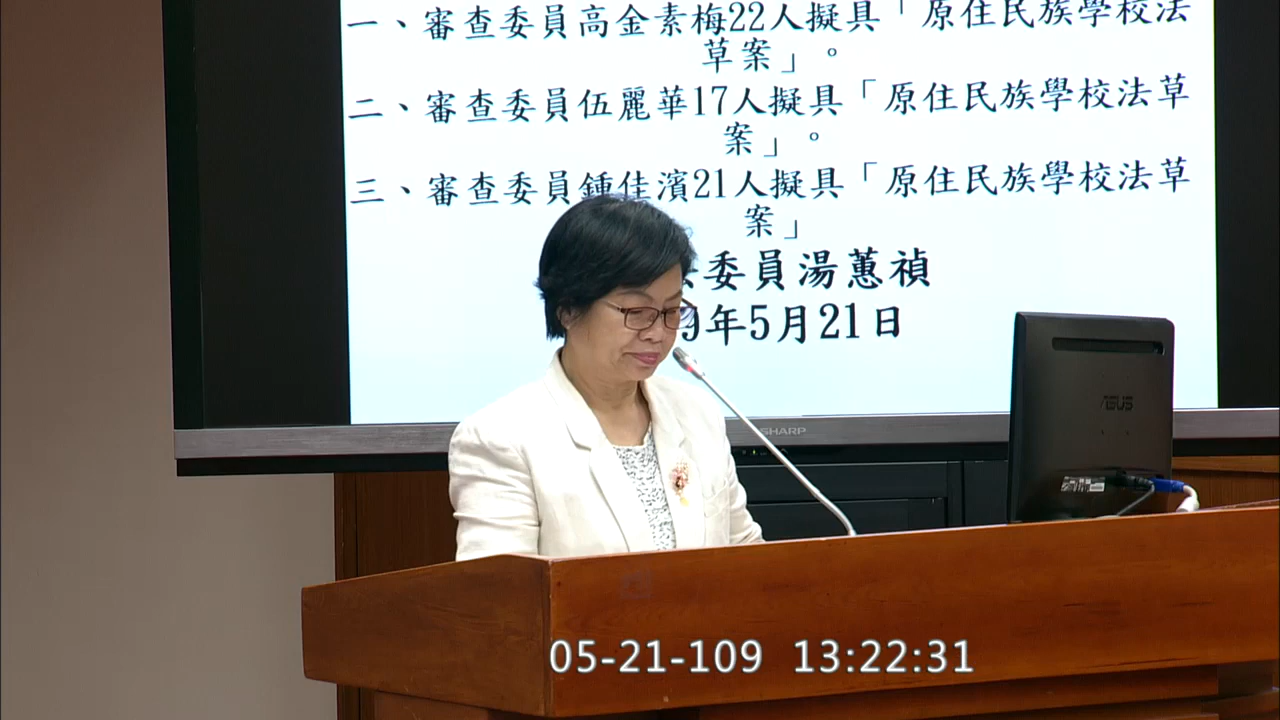 一、審查委員高金素梅22人擬具「原住民族學校法
草案」。
二、審查委員伍麗華17人擬具「原住民族學校法草
案」。
三、審查委員鍾佳濱21人擬具「原住民族學校法草
案」
委員湯蕙禎
9年5月21日
SHARP
ASUS
05-21-109 13:22:31